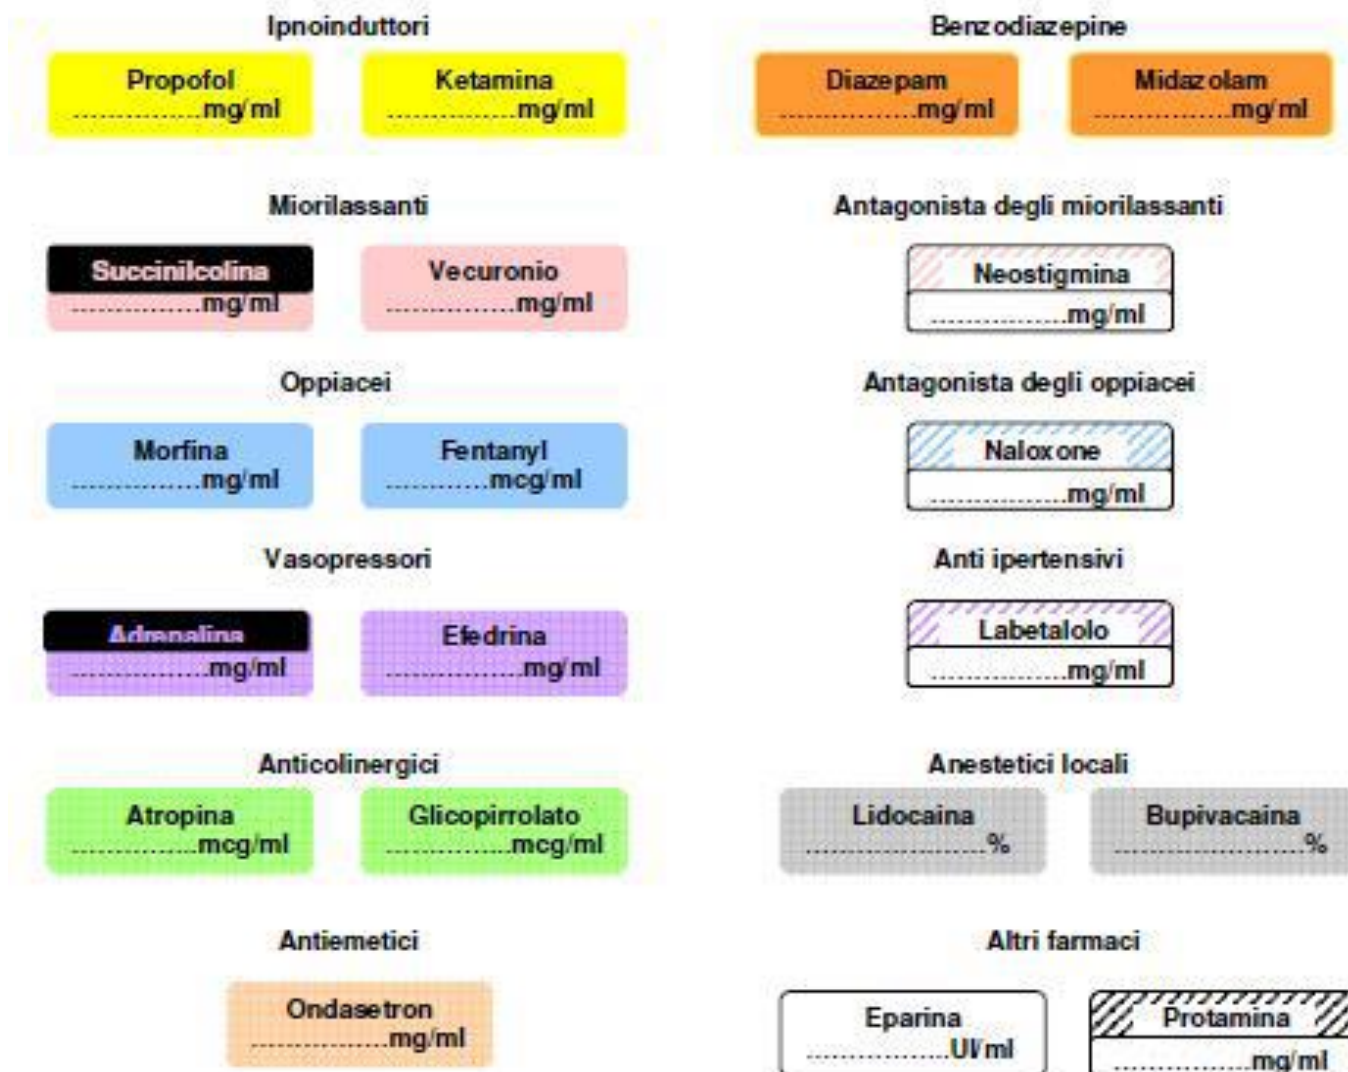 Ipnoinduttori
Propofol
...............mg/ml
Ketamina
...............mg/ml
Benzodiazepine
Diazepam
................mg/ml
Midazolam
................mg/ml
Miorilassanti
Succinilcolina
...............mg/ml
Vecuronio
...............mg/ml
Antagonista degli miorilassanti
Neostigmina
................mg/ml
Oppiacei
Morfina
...............mg/ml
Fentanyl
............mcg/ml
Antagonista degli oppiacei
Naloxone
................mg/ml
Vasopressori
Adrenalina
................mg/ml
Efedrina
................mg/ml
Anti ipertensivi
Labetalolo
................mg/ml
Anticolinergici
Atropina
...............mcg/ml
Glicopirrolato
...............mcg/ml
Anestetici locali
Lidocaina
.....................%
Bupivacaina
......................%
Antiemetici
Ondasetron
................mg/ml
Altri farmaci
Eparina
.................UI/ml
Protamina
................mg/ml